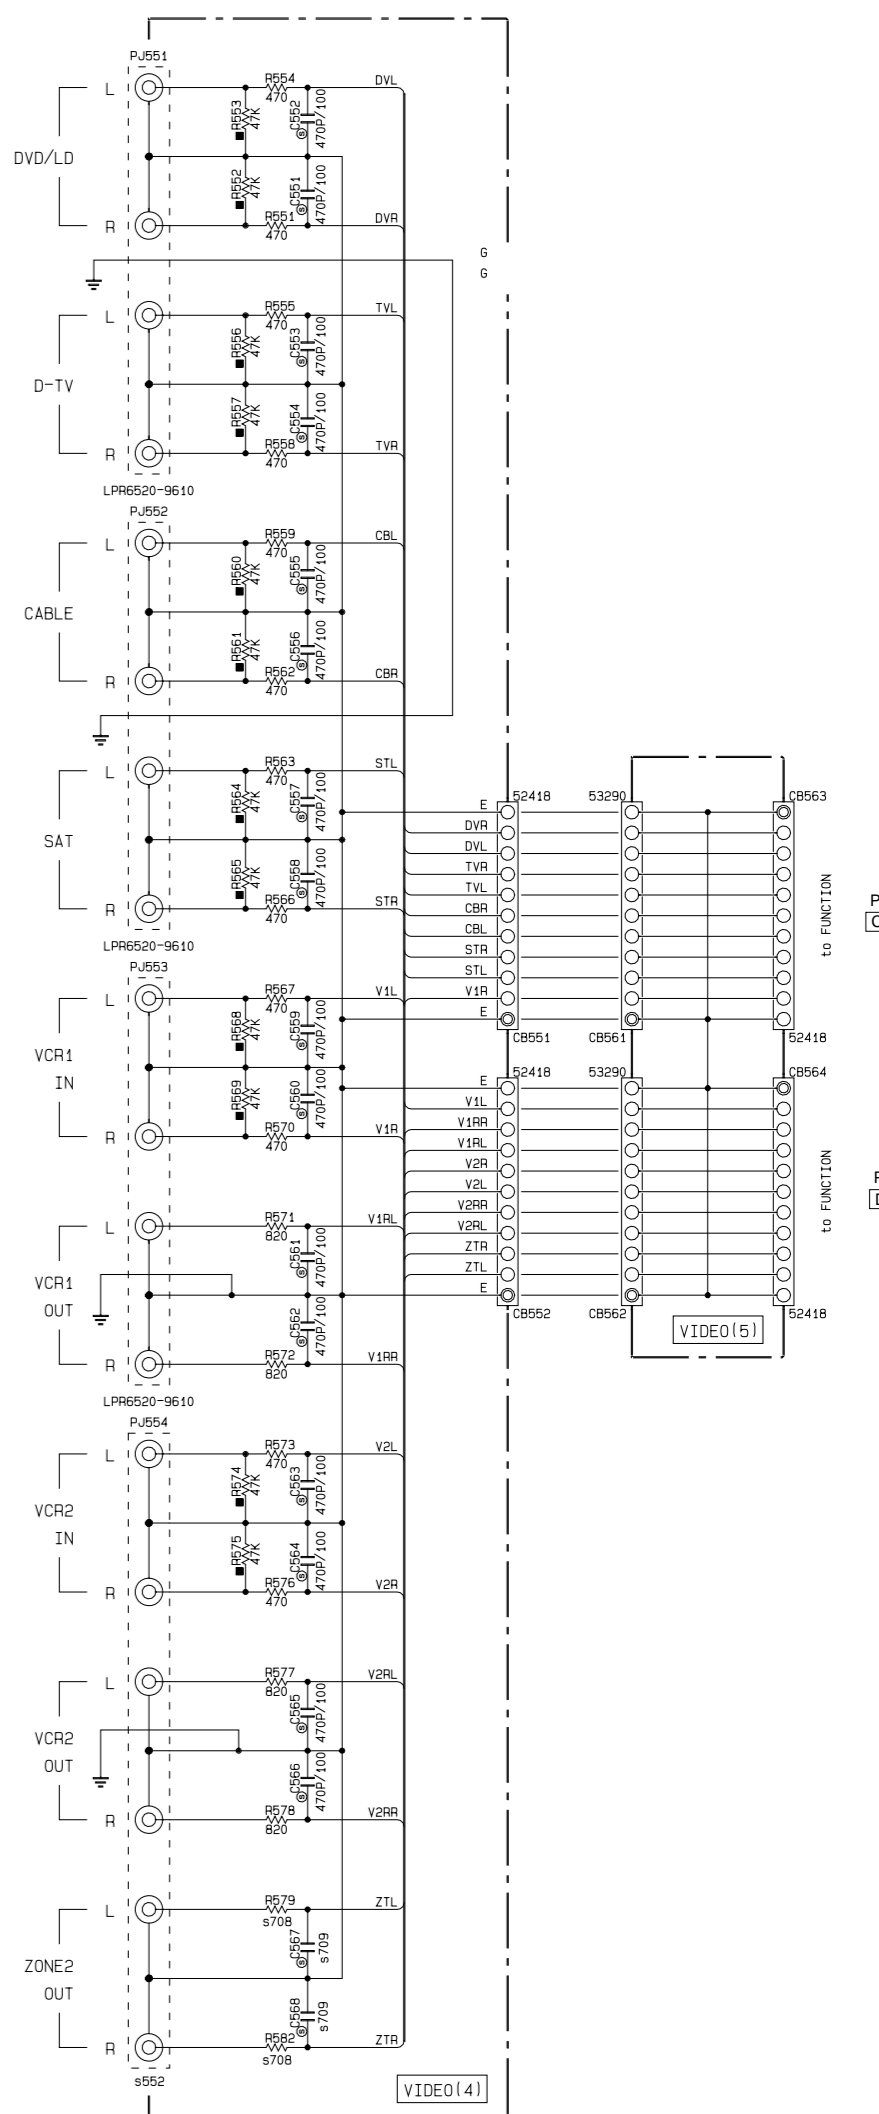 PJ551
L
R554
470
DVL
R553
47K
C552
470P/100
DVD/LD
R552
47K
C551
470P/100
R
R551
470
DVR
G
G
L
R555
470
TVL
R556
47K
C553
470P/100
D-TV
R557
47K
C554
470P/100
R
R558
470
TVR
LPR6520-9610
PJ552
L
R559
470
CBL
R560
47K
C555
470P/100
CABLE
R561
47K
C556
470P/100
R
R562
470
CBR
L
R563
470
STL
R564
47K
C557
470P/100
SAT
R565
47K
C558
470P/100
R
R566
470
STR
LPR6520-9610
PJ553
L
R567
470
V1L
R568
47K
C559
470P/100
VCR1
IN
R569
47K
C560
470P/100
R
R570
470
V1R
L
R571
820
V1RL
C561
470P/100
VCR1
OUT
C562
470P/100
R
R572
820
V1RR
LPR6520-9610
PJ554
L
R573
470
V2L
R574
47K
C563
470P/100
VCR2
IN
R575
47K
C564
470P/100
R
R576
470
V2R
L
R577
820
V2RL
C565
470P/100
VCR2
OUT
C566
470P/100
R
R578
820
V2RR
L
R579
s708
ZTL
C567
s709
ZONE2
OUT
C568
s709
R
R582
s708
ZTR
s552
VIDEO(4)
52418
53290
CB563
E
DVR
DVL
TVR
TVL
CBR
CBL
STR
STL
V1R
E
to FUNCTION
CB551
CB561
52418
52418
53290
CB564
E
V1L
V1RR
V1RL
V2R
V2L
V2RR
V2RL
ZTR
ZTL
E
to FUNCTION
CB552
CB562
52418
VIDEO(5)